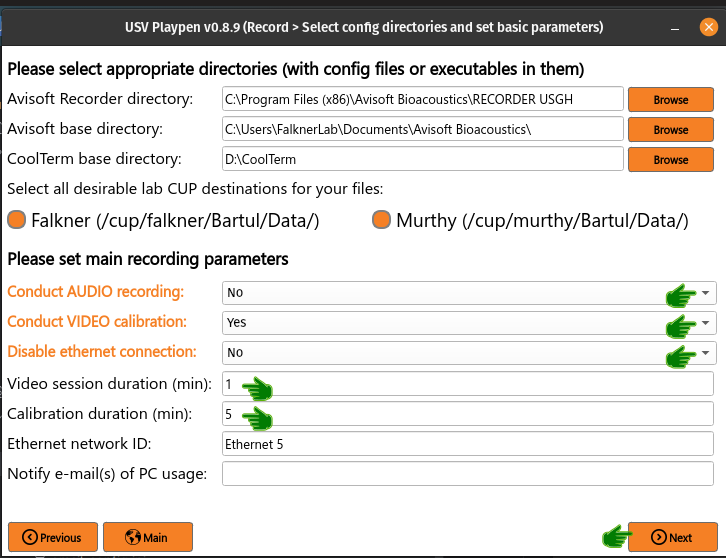 USV Playpen v0.8.9 (Record > Select config directories and set basic parameters)
Please select appropriate directories (with config files or executables in them)
Avisoft Recorder directory: C:\Program Files (x86)\Avisoft Bioacoustics\RECORDER USGH Browse
Avisoft base directory: C:\Users\FalknerLab\Documents\Avisoft Bioacoustics\ Browse
CoolTerm base directory: D:\CoolTerm Browse
Select all desirable lab CUP destinations for your files:
Falkner (/cup/falkner/Bartul/Data/) Murthy (/cup/murthy/Bartul/Data/)
Please set main recording parameters
Conduct AUDIO recording: No
Conduct VIDEO calibration: Yes
Disable ethernet connection: No
Video session duration (min): 1
Calibration duration (min): 5
Ethernet network ID: Ethernet 5
Notify e-mail(s) of PC usage:
Previous Main Next